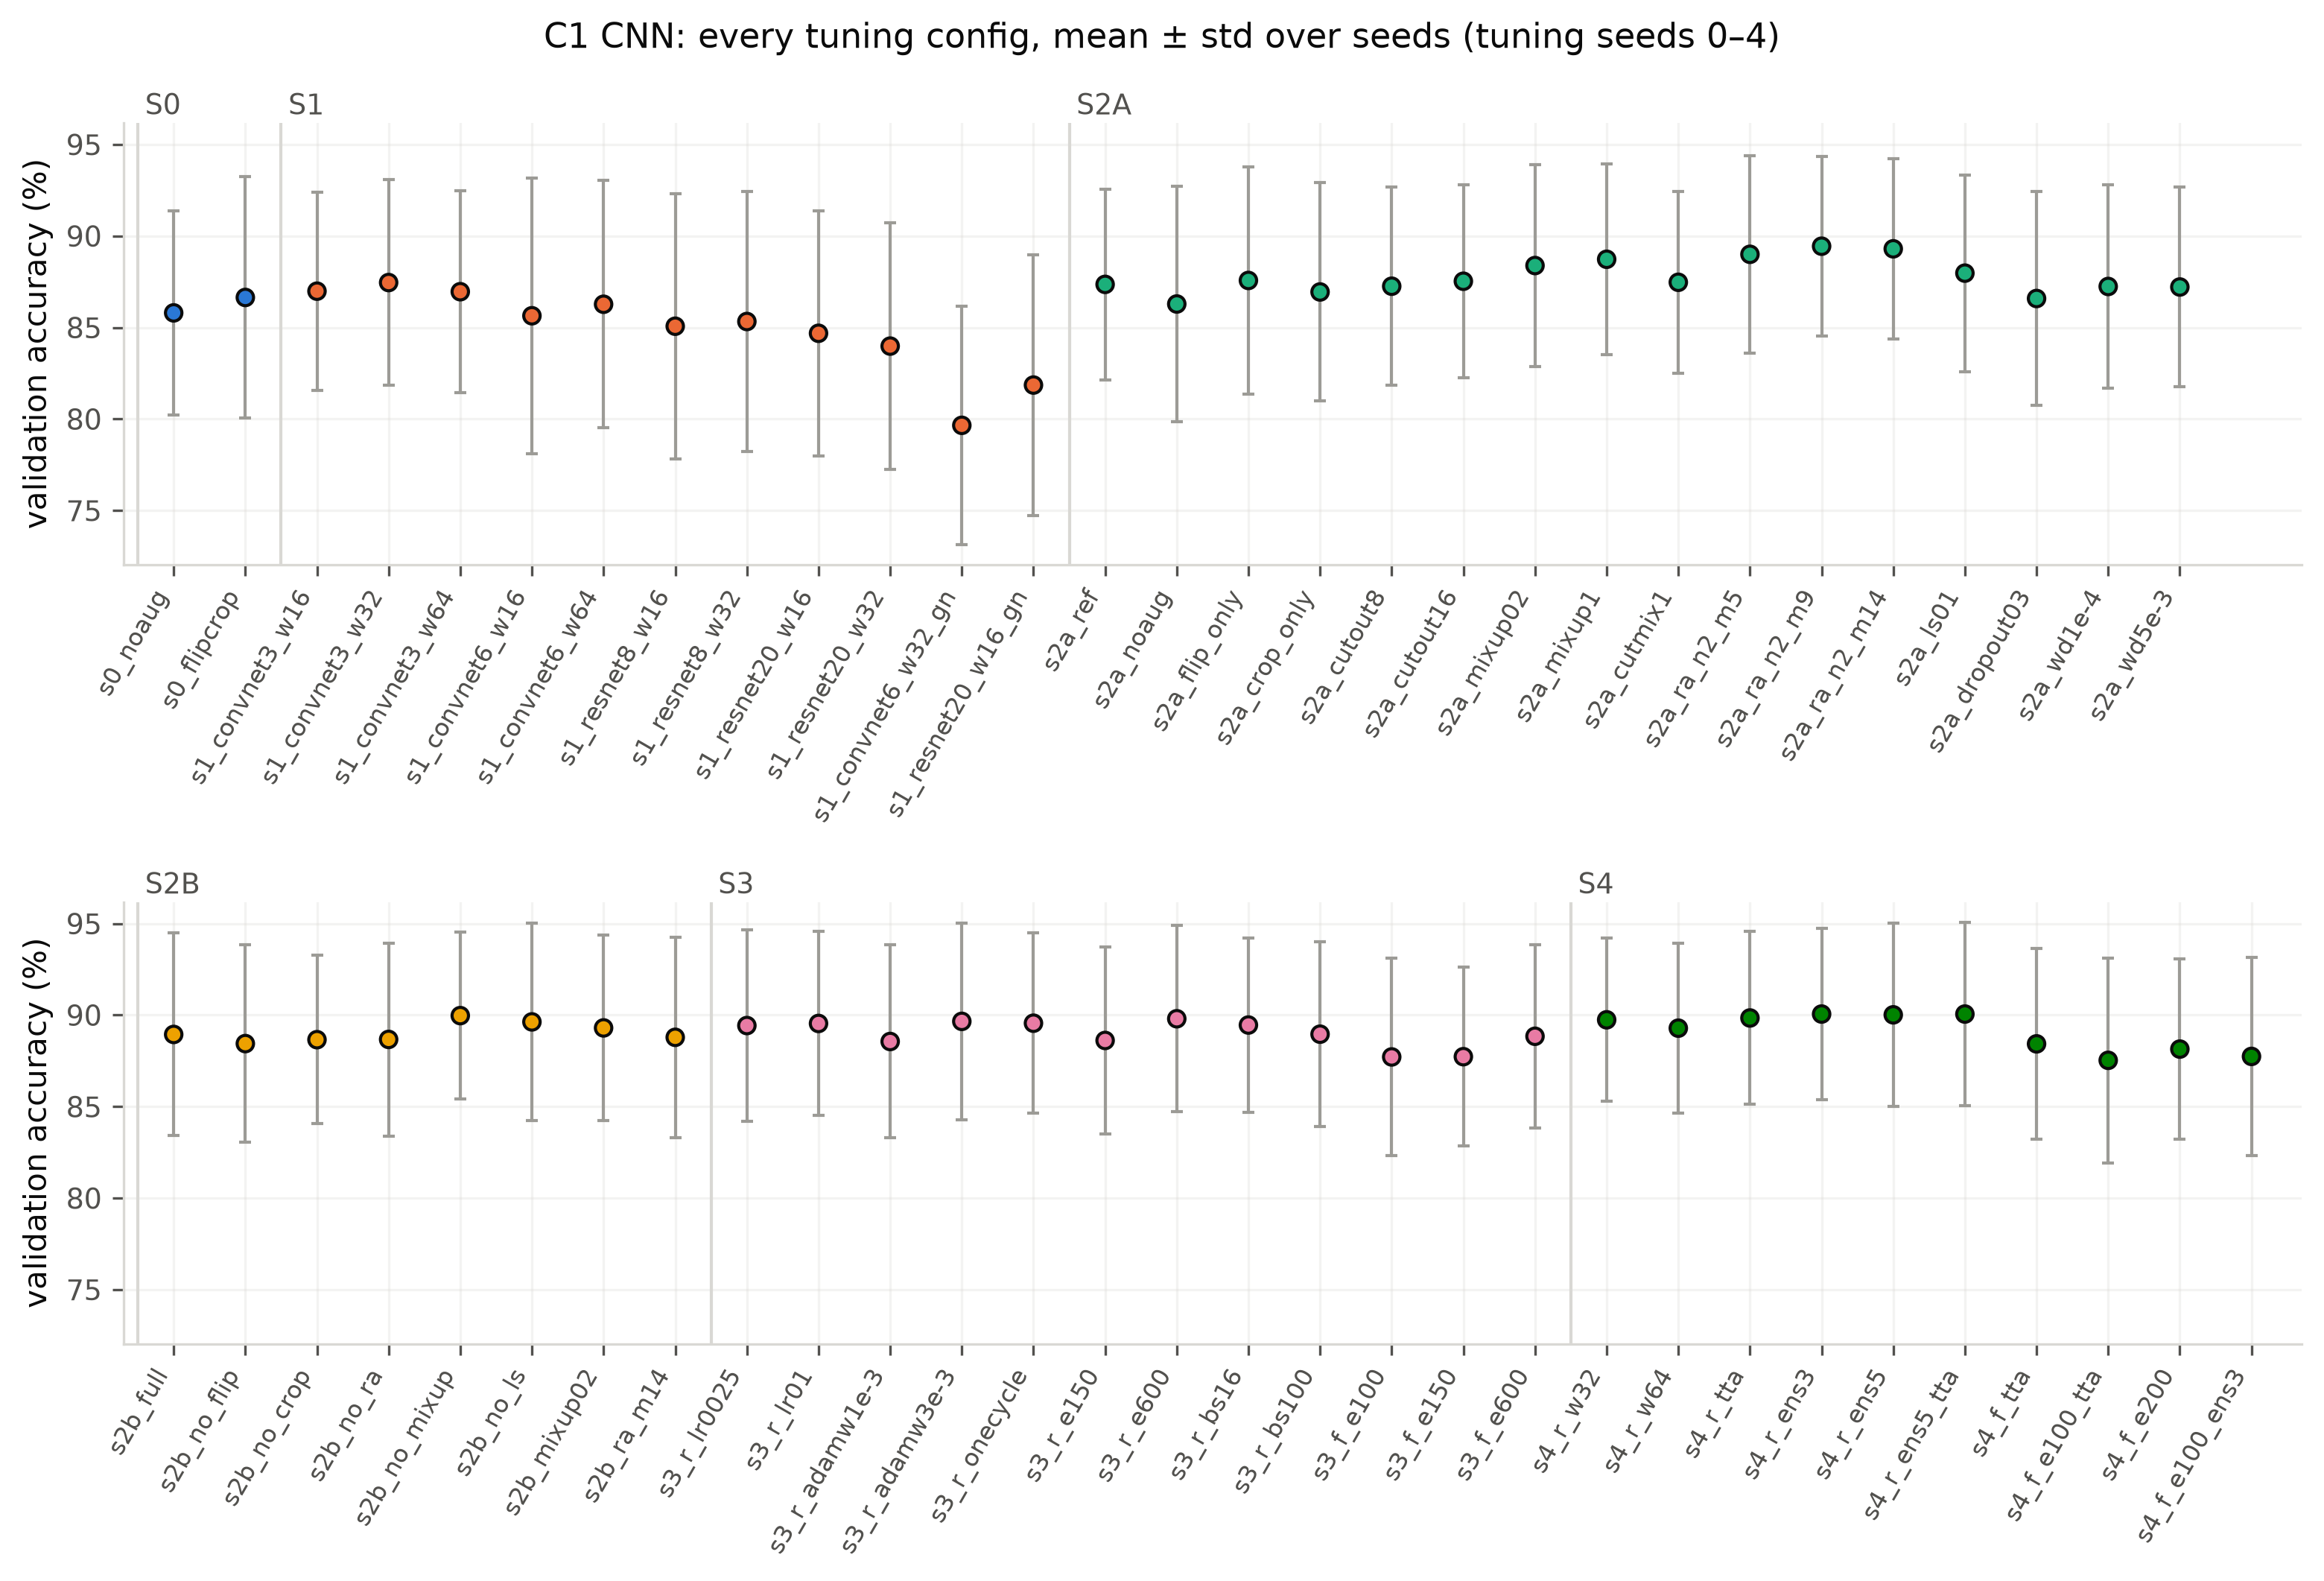 C1 CNN: every tuning config, mean ± std over seeds (tuning seeds 0–4)
S0 S1 S2A
validation accuracy (%)
95
90
85
80
75
s0_noaug
s0_flipcrop
s1_convnet3_w16
s1_convnet3_w32
s1_convnet3_w64
s1_convnet6_w16
s1_convnet6_w64
s1_resnet8_w16
s1_resnet8_w32
s1_resnet20_w16
s1_resnet20_w32
s1_convnet6_w32_gn
s1_resnet20_w16_gn
s2a_ref
s2a_noaug
s2a_flip_only
s2a_crop_only
s2a_cutout8
s2a_cutout16
s2a_mixup02
s2a_mixup1
s2a_cutmix1
s2a_ra_n2_m5
s2a_ra_n2_m9
s2a_ra_n2_m14
s2a_ls01
s2a_dropout03
s2a_wd1e-4
s2a_wd5e-3
S2B S3 S4
validation accuracy (%)
95
90
85
80
75
s2b_full
s2b_no_flip
s2b_no_crop
s2b_no_ra
s2b_no_mixup
s2b_no_ls
s2b_mixup02
s2b_ra_m14
s3_r_lr0025
s3_r_lr01
s3_r_adamw1e-3
s3_r_adamw3e-3
s3_r_onecycle
s3_r_e150
s3_r_e600
s3_r_bs16
s3_r_bs100
s3_f_e100
s3_f_e150
s3_f_e600
s4_r_w32
s4_r_w64
s4_r_tta
s4_r_ens3
s4_r_ens5
s4_r_ens5_tta
s4_f_tta
s4_f_e100_tta
s4_f_e200
s4_f_e100_ens3